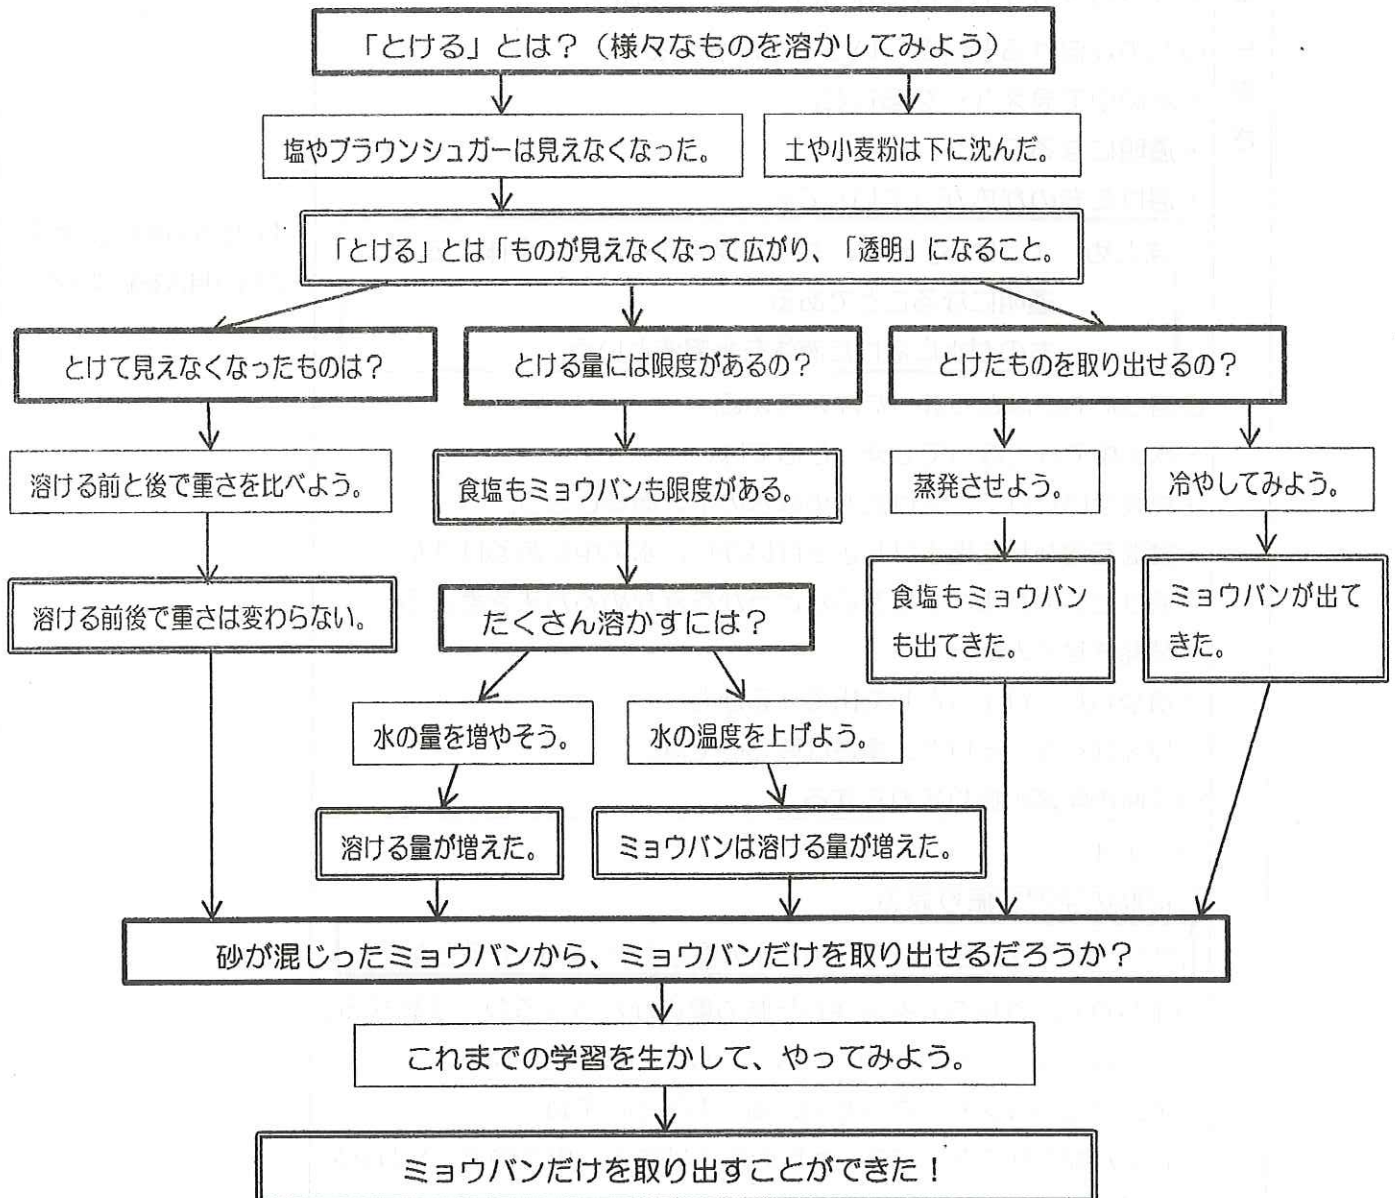 「とける」とは？（様々なものを溶かしてみよう）
塩やブラウンシュガーは見えなくなった。
土や小麦粉は下に沈んだ。
「とける」とは「ものが見えなくなって広がり、「透明」になること。
とけて見えなくなったものは？
とける量には限度があるの？
とけたものを取り出せるの？
溶ける前と後で重さを比べよう。
食塩もミョウバンも限度がある。
蒸発させよう。
冷やしてみよう。
溶ける前後で重さは変わらない。
たくさん溶かすには？
食塩もミョウバン
も出てきた。
ミョウバンが出て
きた。
水の量を増やそう。
水の温度を上げよう。
溶ける量が増えた。
ミョウバンは溶ける量が増えた。
砂が混じったミョウバンから、ミョウバンだけを取り出せるだろうか？
これまでの学習を生かして、やってみよう。
ミョウバンだけを取り出すことができた！